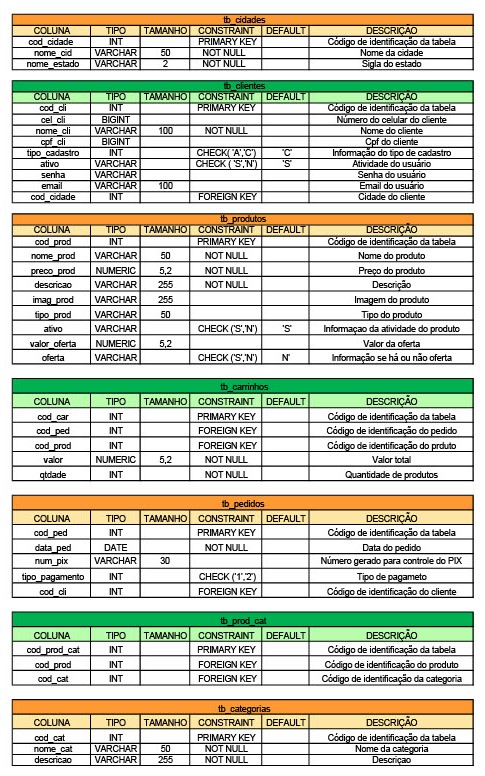 tb_cidades
COLUNA TIPO TAMANHO CONSTRAINT DEFAULT DESCRIÇÃO
cod_cidade INT PRIMARY KEY Código de identificação da tabela
nome_cid VARCHAR 50 NOT NULL Nome da cidade
nome_estado VARCHAR 2 NOT NULL Sigla do estado
tb_clientes
COLUNA TIPO TAMANHO CONSTRAINT DEFAULT DESCRIÇÃO
cod_cli INT PRIMARY KEY Código de identificação da tabela
cel_cli BIGINT Número do celular do cliente
nome_cli VARCHAR 100 NOT NULL Nome do cliente
cpf_cli BIGINT Cpf do cliente
tipo_cadastro INT CHECK( 'A','C') 'C' Informação do tipo de cadastro
ativo VARCHAR CHECK ( 'S','N') 'S' Atividade do usuário
senha VARCHAR Senha do usuário
email VARCHAR 100 Email do usuário
cod_cidade INT FOREIGN KEY Cidade do cliente
tb_produtos
COLUNA TIPO TAMANHO CONSTRAINT DEFAULT DESCRIÇÃO
cod_prod INT PRIMARY KEY Código de identificação da tabela
nome_prod VARCHAR 50 NOT NULL Nome do produto
preco_prod NUMERIC 5,2 NOT NULL Preço do produto
descricao VARCHAR 255 NOT NULL Descrição
imag_prod VARCHAR 255 Imagem do produto
tipo_prod VARCHAR 50 Tipo do produto
ativo VARCHAR CHECK ('S','N') 'S' Informaçao da atividade do produto
valor_oferta NUMERIC 5,2 Valor da oferta
oferta VARCHAR CHECK ('S','N') N' Informação se há ou não oferta
tb_carrinhos
COLUNA TIPO TAMANHO CONSTRAINT DEFAULT DESCRIÇÃO
cod_car INT PRIMARY KEY Código de identificação da tabela
cod_ped INT FOREIGN KEY Código de identificação do pedido
cod_prod INT FOREIGN KEY Código de identificação do prduto
valor NUMERIC 5,2 NOT NULL Valor total
qtdade INT NOT NULL Quantidade de produtos
tb_pedidos
COLUNA TIPO TAMANHO CONSTRAINT DEFAULT DESCRIÇÃO
cod_ped INT PRIMARY KEY Código de identificação da tabela
data_ped DATE NOT NULL Data do pedido
num_pix VARCHAR 30 Número gerado para controle do PIX
tipo_pagamento INT CHECK ('1','2') Tipo de pagameto
cod_cli INT FOREIGN KEY Código de identificação do cliente
tb_prod_cat
COLUNA TIPO TAMANHO CONSTRAINT DEFAULT DESCRIÇÃO
cod_prod_cat INT PRIMARY KEY Código de identificação da tabela
cod_prod INT FOREIGN KEY Código de identificação do produto
cod_cat INT FOREIGN KEY Código de identificação da categoria
tb_categorias
COLUNA TIPO TAMANHO CONSTRAINT DEFAULT DESCRIÇÃO
cod_cat INT PRIMARY KEY Código de identificação da tabela
nome_cat VARCHAR 50 NOT NULL Nome da categoria
descricao VARCHAR 255 NOT NULL Descriçao